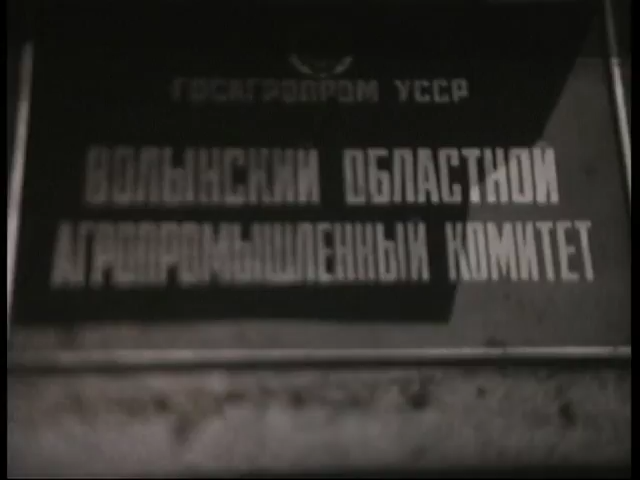 ГОСАГРОПРОМ УССР
ВОЛЫНСКИЙ ОБЛАСТНОЙ
АГРОПРОМЫШЛЕННЫЙ КОМИТЕТ